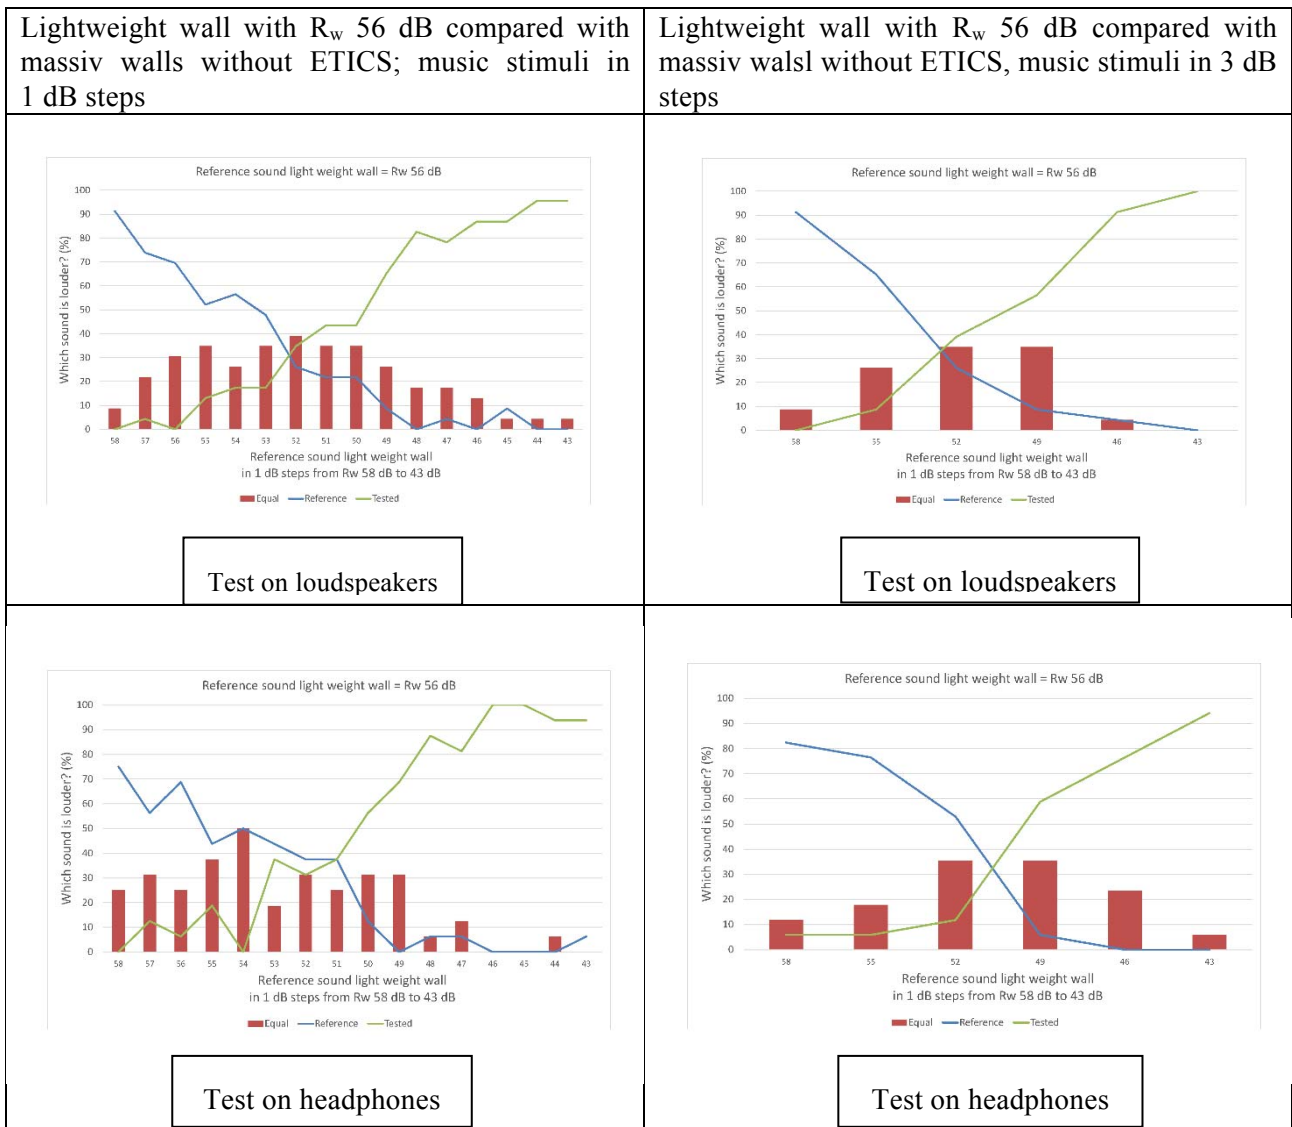 Lightweight wall with Rw 56 dB compared with
massiv walls without ETICS; music stimuli in
1 dB steps
Lightweight wall with Rw 56 dB compared with
massiv walsl without ETICS, music stimuli in 3 dB
steps
Reference sound light weight wall = Rw 56 dB
Which sound is louder? (%)
100
90
80
70
60
50
40
30
20
10
0
58 57 56 55 54 53 52 51 50 49 48 47 46 45 44 43
Reference sound light weight wall
in 1 dB steps from Rw 58 dB to 43 dB
Equal Reference Tested
Test on loudspeakers
Reference sound light weight wall = Rw 56 dB
Which sound is louder? (%)
100
90
80
70
60
50
40
30
20
10
0
58 55 52 49 46 43
Reference sound light weight wall
in 1 dB steps from Rw 58 dB to 43 dB
Equal Reference Tested
Test on loudspeakers
Reference sound light weight wall = Rw 56 dB
Which sound is louder? (%)
100
90
80
70
60
50
40
30
20
10
0
58 57 56 55 54 53 52 51 50 49 48 47 46 45 44 43
Reference sound light weight wall
in 1 dB steps from Rw 58 dB to 43 dB
Equal Reference Tested
Test on headphones
Reference sound light weight wall = Rw 56 dB
Which sound is louder? (%)
100
90
80
70
60
50
40
30
20
10
0
58 55 52 49 46 43
Reference sound light weight wall
in 1 dB steps from Rw 58 dB to 43 dB
Equal Reference Tested
Test on headphones